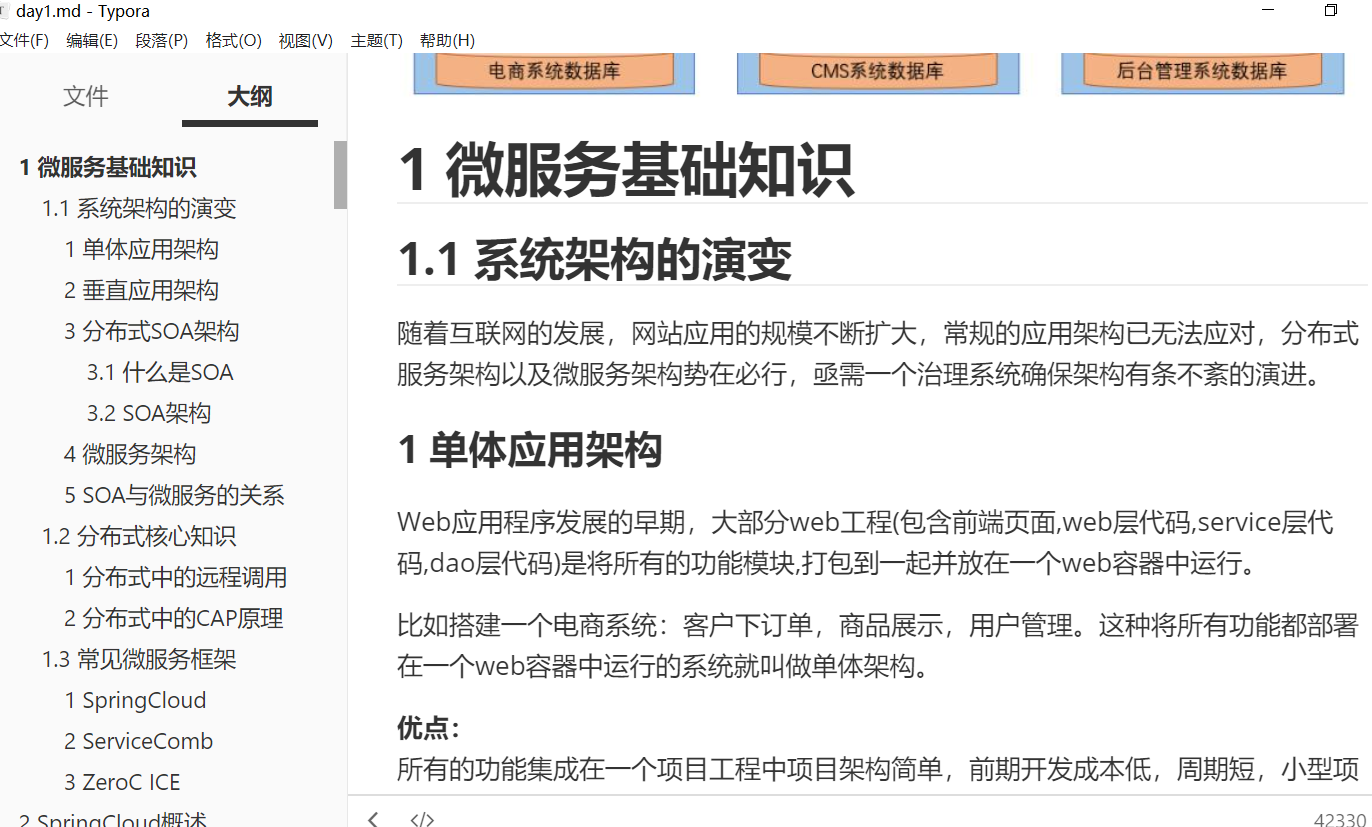 day1.md - Typora
文件(F) 编辑(E) 段落(P) 格式(O) 视图(V) 主题(T) 帮助(H)
文件 大纲
1 微服务基础知识
1.1 系统架构的演变
1 单体应用架构
2 垂直应用架构
3 分布式SOA架构
3.1 什么是SOA
3.2 SOA架构
4 微服务架构
5 SOA与微服务的关系
1.2 分布式核心知识
1 分布式中的远程调用
2 分布式中的CAP原理
1.3 常见微服务框架
1 SpringCloud
2 ServiceComb
3 ZeroC ICE
2 SpringCloud概述
电商系统数据库 CMS系统数据库 后台管理系统数据库
1 微服务基础知识
1.1 系统架构的演变
随着互联网的发展，网站应用的规模不断扩大，常规的应用架构已无法应对，分布式
服务架构以及微服务架构势在必行，亟需一个治理系统确保架构有条不紊的演进。
1 单体应用架构
Web应用程序发展的早期，大部分web工程(包含前端页面,web层代码,service层代
码,dao层代码)是将所有的功能模块,打包到一起并放在一个web容器中运行。
比如搭建一个电商系统：客户下订单，商品展示，用户管理。这种将所有功能都部署
在一个web容器中运行的系统就叫做单体架构。
优点：
所有的功能集成在一个项目工程中项目架构简单，前期开发成本低，周期短，小型项
42330